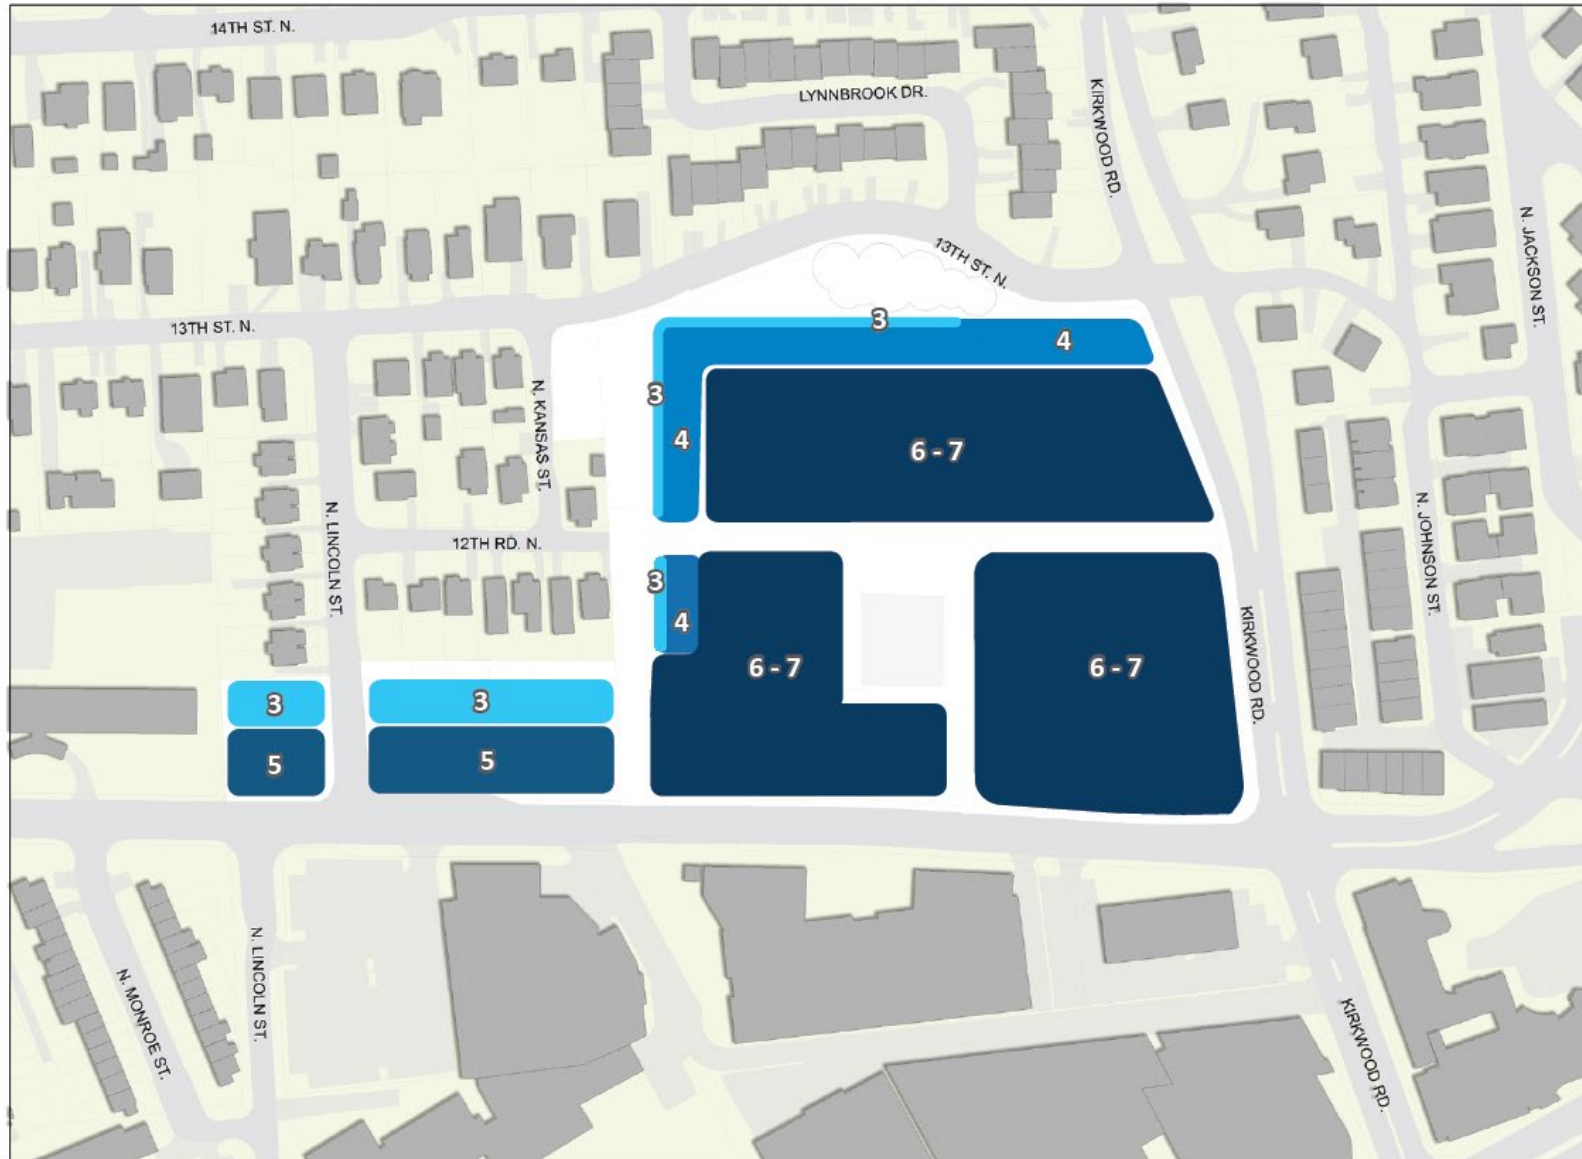 14TH ST. N.
LYNNBROOK DR.
KIRKWOOD RD.
N. JACKSON ST.
13TH ST. N.
13TH ST. N.
3
4
3
4
6 - 7
N. KANSAS ST.
N. LINCOLN ST.
12TH RD. N.
N. JOHNSON ST.
3
4
6 - 7
6 - 7
KIRKWOOD RD.
3
3
5
5
N. MONROE ST.
N. LINCOLN ST.
KIRKWOOD RD.